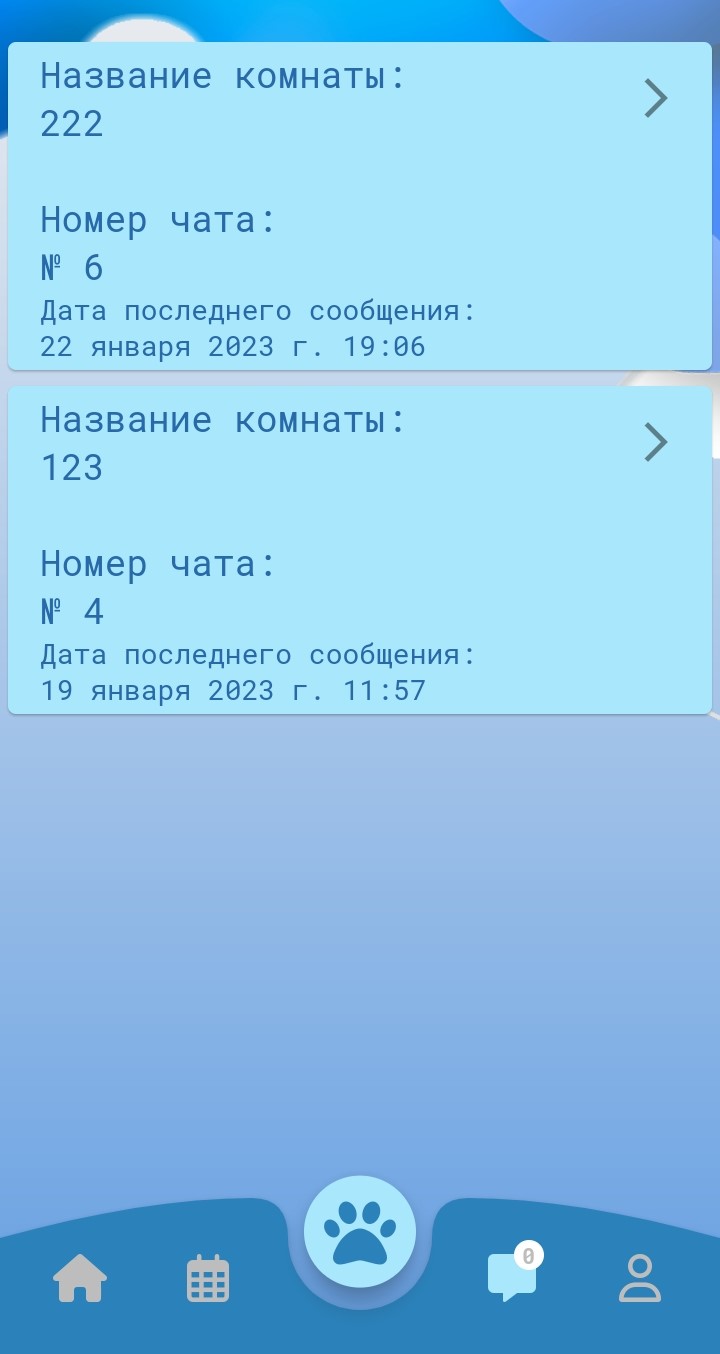 Название комнаты:
222
Номер чата:
№ 6
Дата последнего сообщения:
22 января 2023 г. 19:06
Название комнаты:
123
Номер чата:
№ 4
Дата последнего сообщения:
19 января 2023 г. 11:57
0